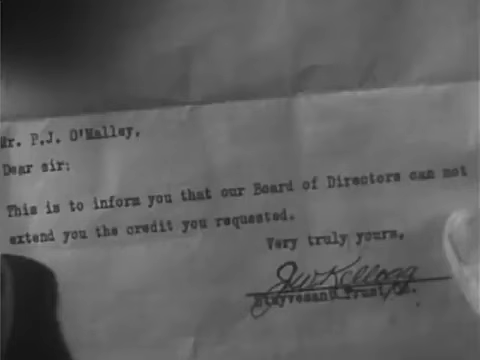 Mr. P.J. O'Malley,
Dear sir:
This is to inform you that our Board of Directors can not
extend you the credit you requested.
Very truly yours,
Stuyvesant Trust Co.